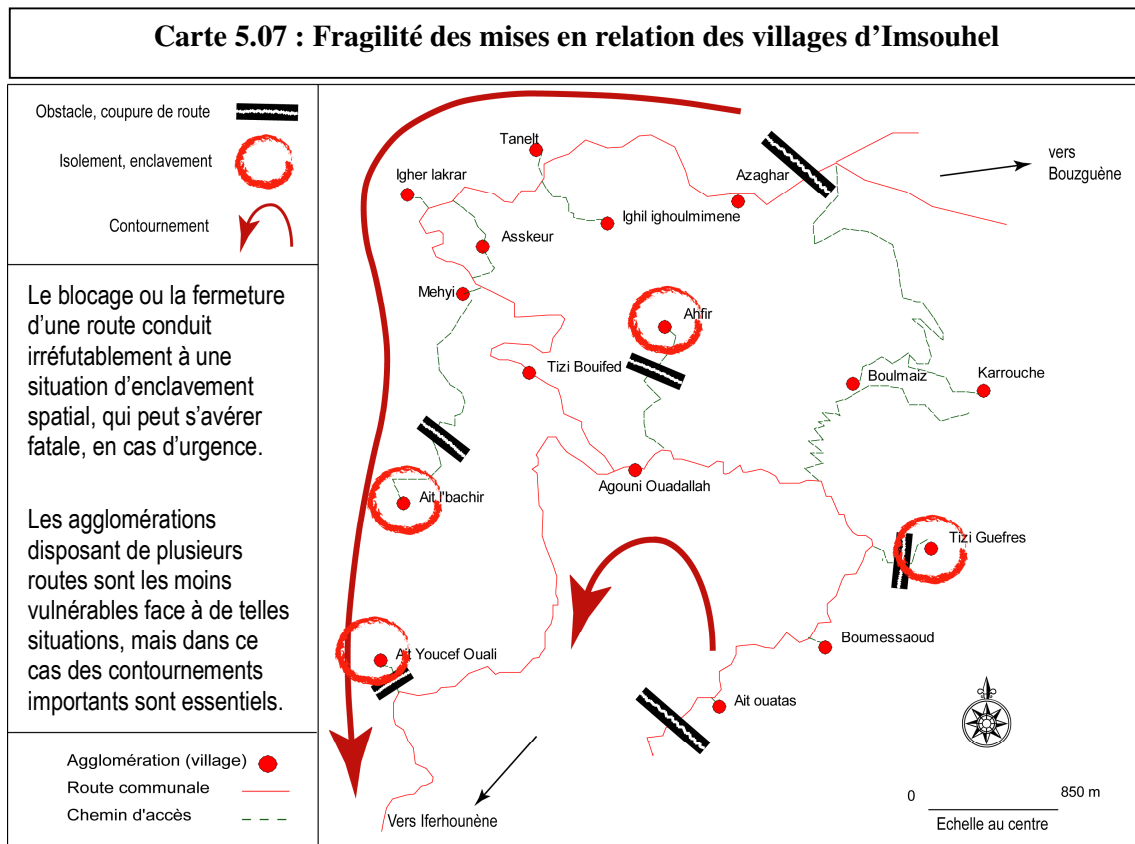 Carte 5.07 : Fragilité des mises en relation des villages d'Imsouhel
Obstacle, coupure de route
Isolement, enclavement
Contournement
Le blocage ou la fermeture
d'une route conduit
irréfutablement à une
situation d'enclavement
spatial, qui peut s'avérer
fatale, en cas d'urgence.
Les agglomérations
disposant de plusieurs
routes sont les moins
vulnérables face à de telles
situations, mais dans ce
cas des contournements
importants sont essentiels.
Agglomération (village)
Route communale
Chemin d'accès
Tanelt
vers
Bouzguène
Igher lakrar
Azaghar
Ighil ighoulmimene
Asskeur
Mehyi
Ahfir
Tizi Bouifed
Boulmaiz
Karrouche
Agouni Ouadallah
Ait l'bachir
Tizi Guefres
Boumessaoud
Ait Youcef Ouali
Ait ouatas
Vers Iferhounène
0
850 m
Echelle au centre